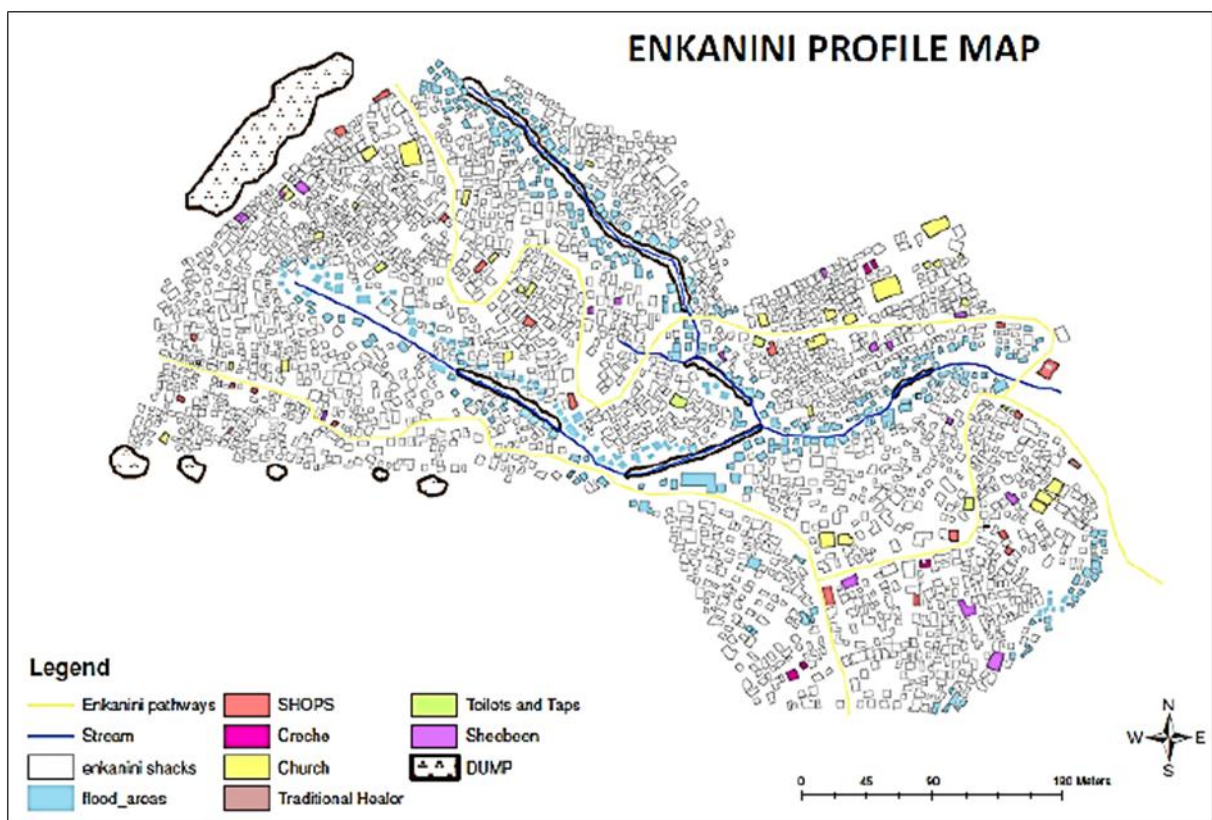 ENKANINI PROFILE MAP
Legend
Enkanini pathways
Stream
enkanini shacks
flood_areas
SHOPS
Creche
Church
Traditional Healer
Toilets and Taps
Shebeen
DUMP
N
W E
S
0 45 90 180 Meters